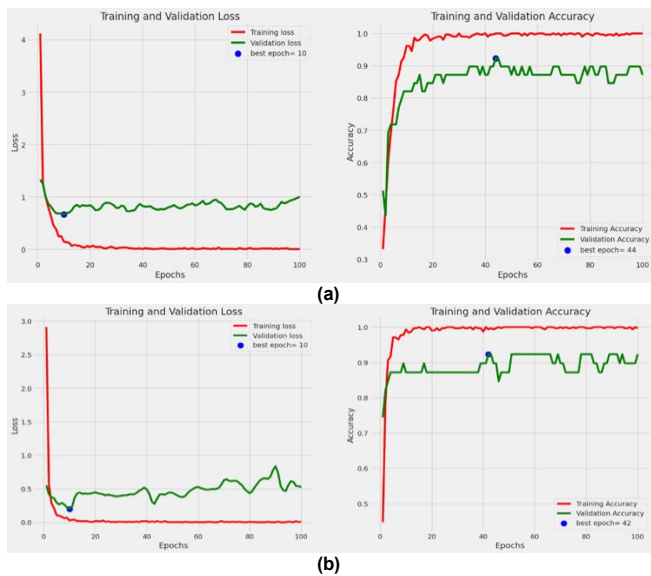 Training and Validation Loss
Training loss
Validation loss
best epoch= 10
4
3
2
1
0
Loss
0 20 40 60 80 100
Epochs
Training and Validation Accuracy
1.0
0.9
0.8
0.7
0.6
0.5
0.4
0.3
Accuracy
Training Accuracy
Validation Accuracy
best epoch= 44
0 20 40 60 80 100
Epochs
(a)
Training and Validation Loss
Training loss
Validation loss
best epoch= 10
3.0
2.5
2.0
1.5
1.0
0.5
0.0
Loss
0 20 40 60 80 100
Epochs
Training and Validation Accuracy
1.0
0.9
0.8
0.7
0.6
0.5
Accuracy
Training Accuracy
Validation Accuracy
best epoch= 42
0 20 40 60 80 100
Epochs
(b)